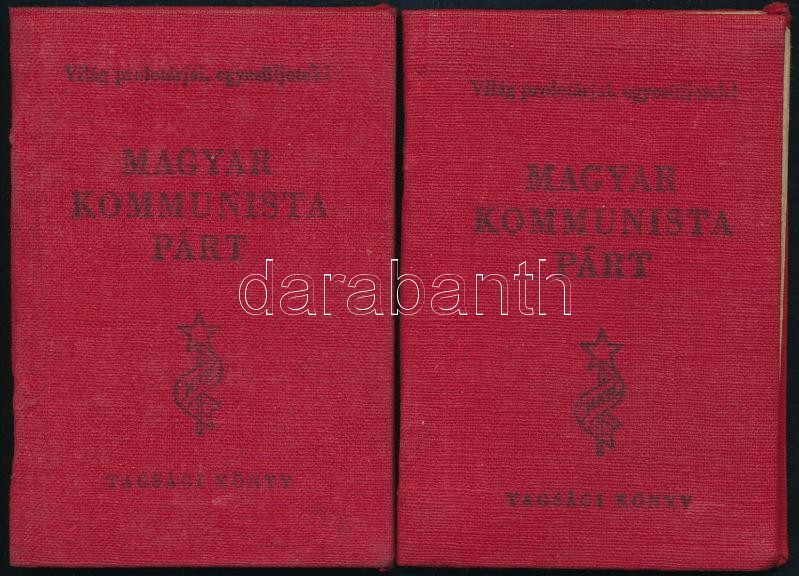 Világ proletárjai, egyesüljetek!
MAGYAR
KOMMUNISTA
PÁRT
TAGSÁGI KÖNYV
Világ proletárjai, egyesüljetek!
MAGYAR
KOMMUNISTA
PÁRT
TAGSÁGI KÖNYV
darabanth